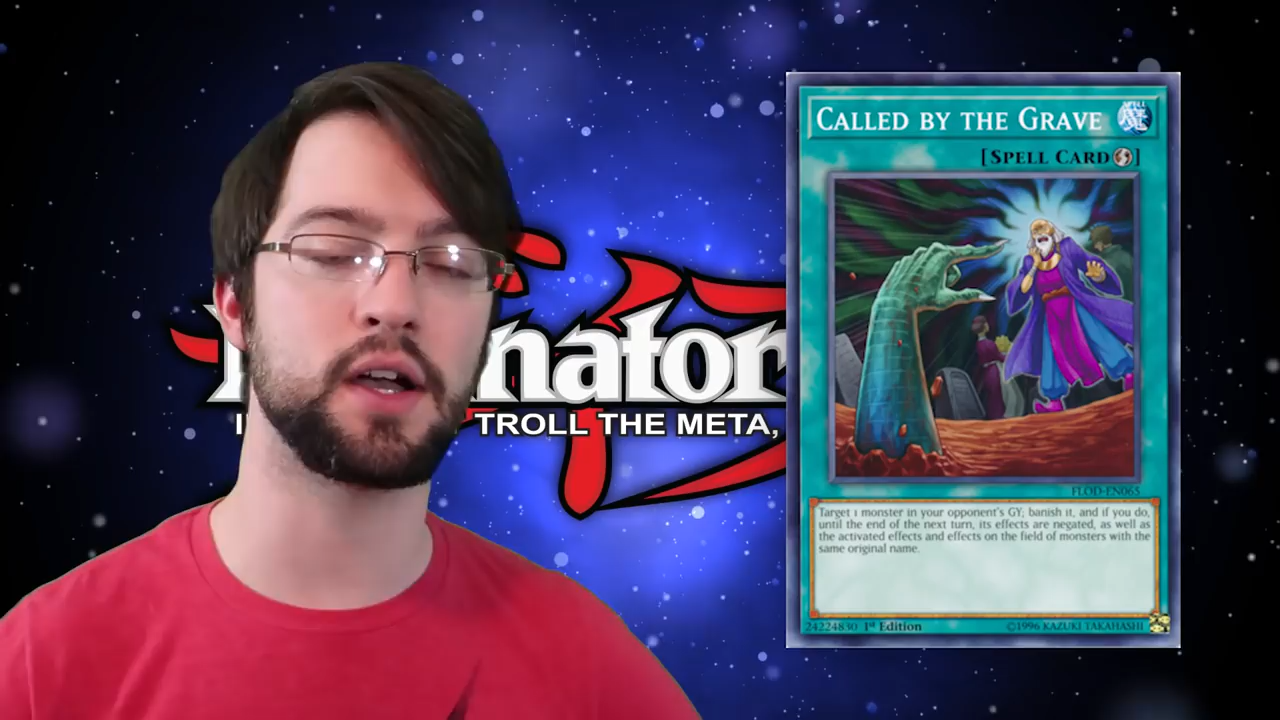 nator
TROLL THE META,
CALLED BY THE GRAVE
[SPELL CARD]
FLOD-EN065
Target 1 monster in your opponent's GY; banish it, and if you do,
until the end of the next turn, its effects are negated, as well as
the activated effects and effects on the field of monsters with the
same original name.
24224830 1st Edition ©1996 KAZUKI TAKAHASHI